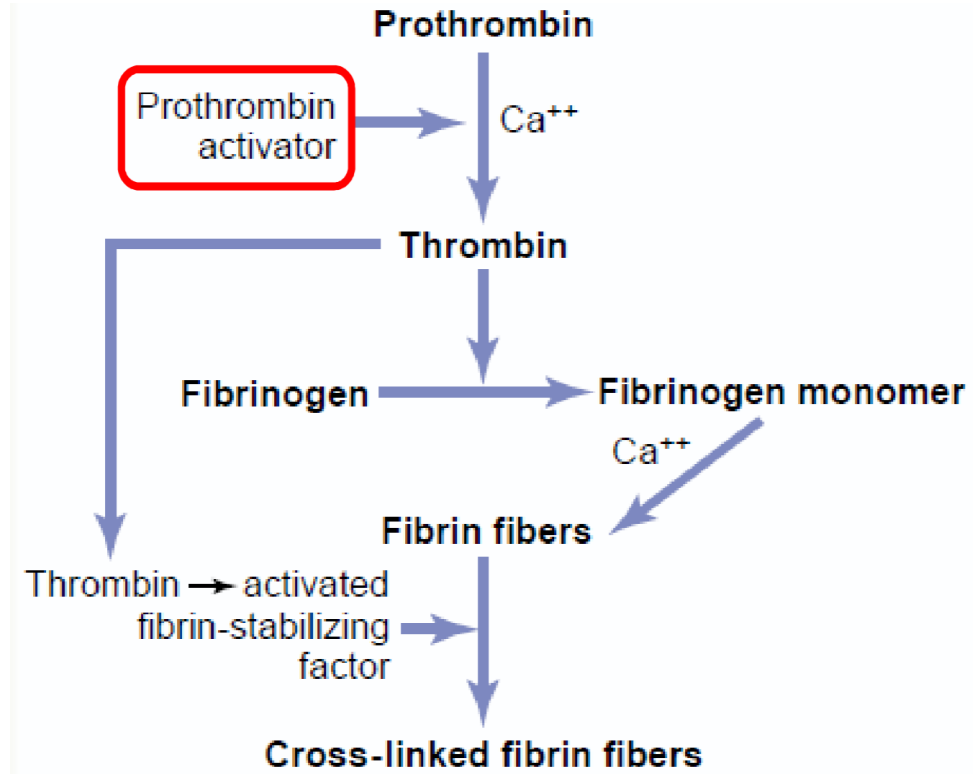 Prothrombin
Prothrombin
activator
Ca⁺⁺
Thrombin
Fibrinogen
Fibrinogen monomer
Ca⁺⁺
Fibrin fibers
Thrombin → activated
fibrin-stabilizing
factor
Cross-linked fibrin fibers